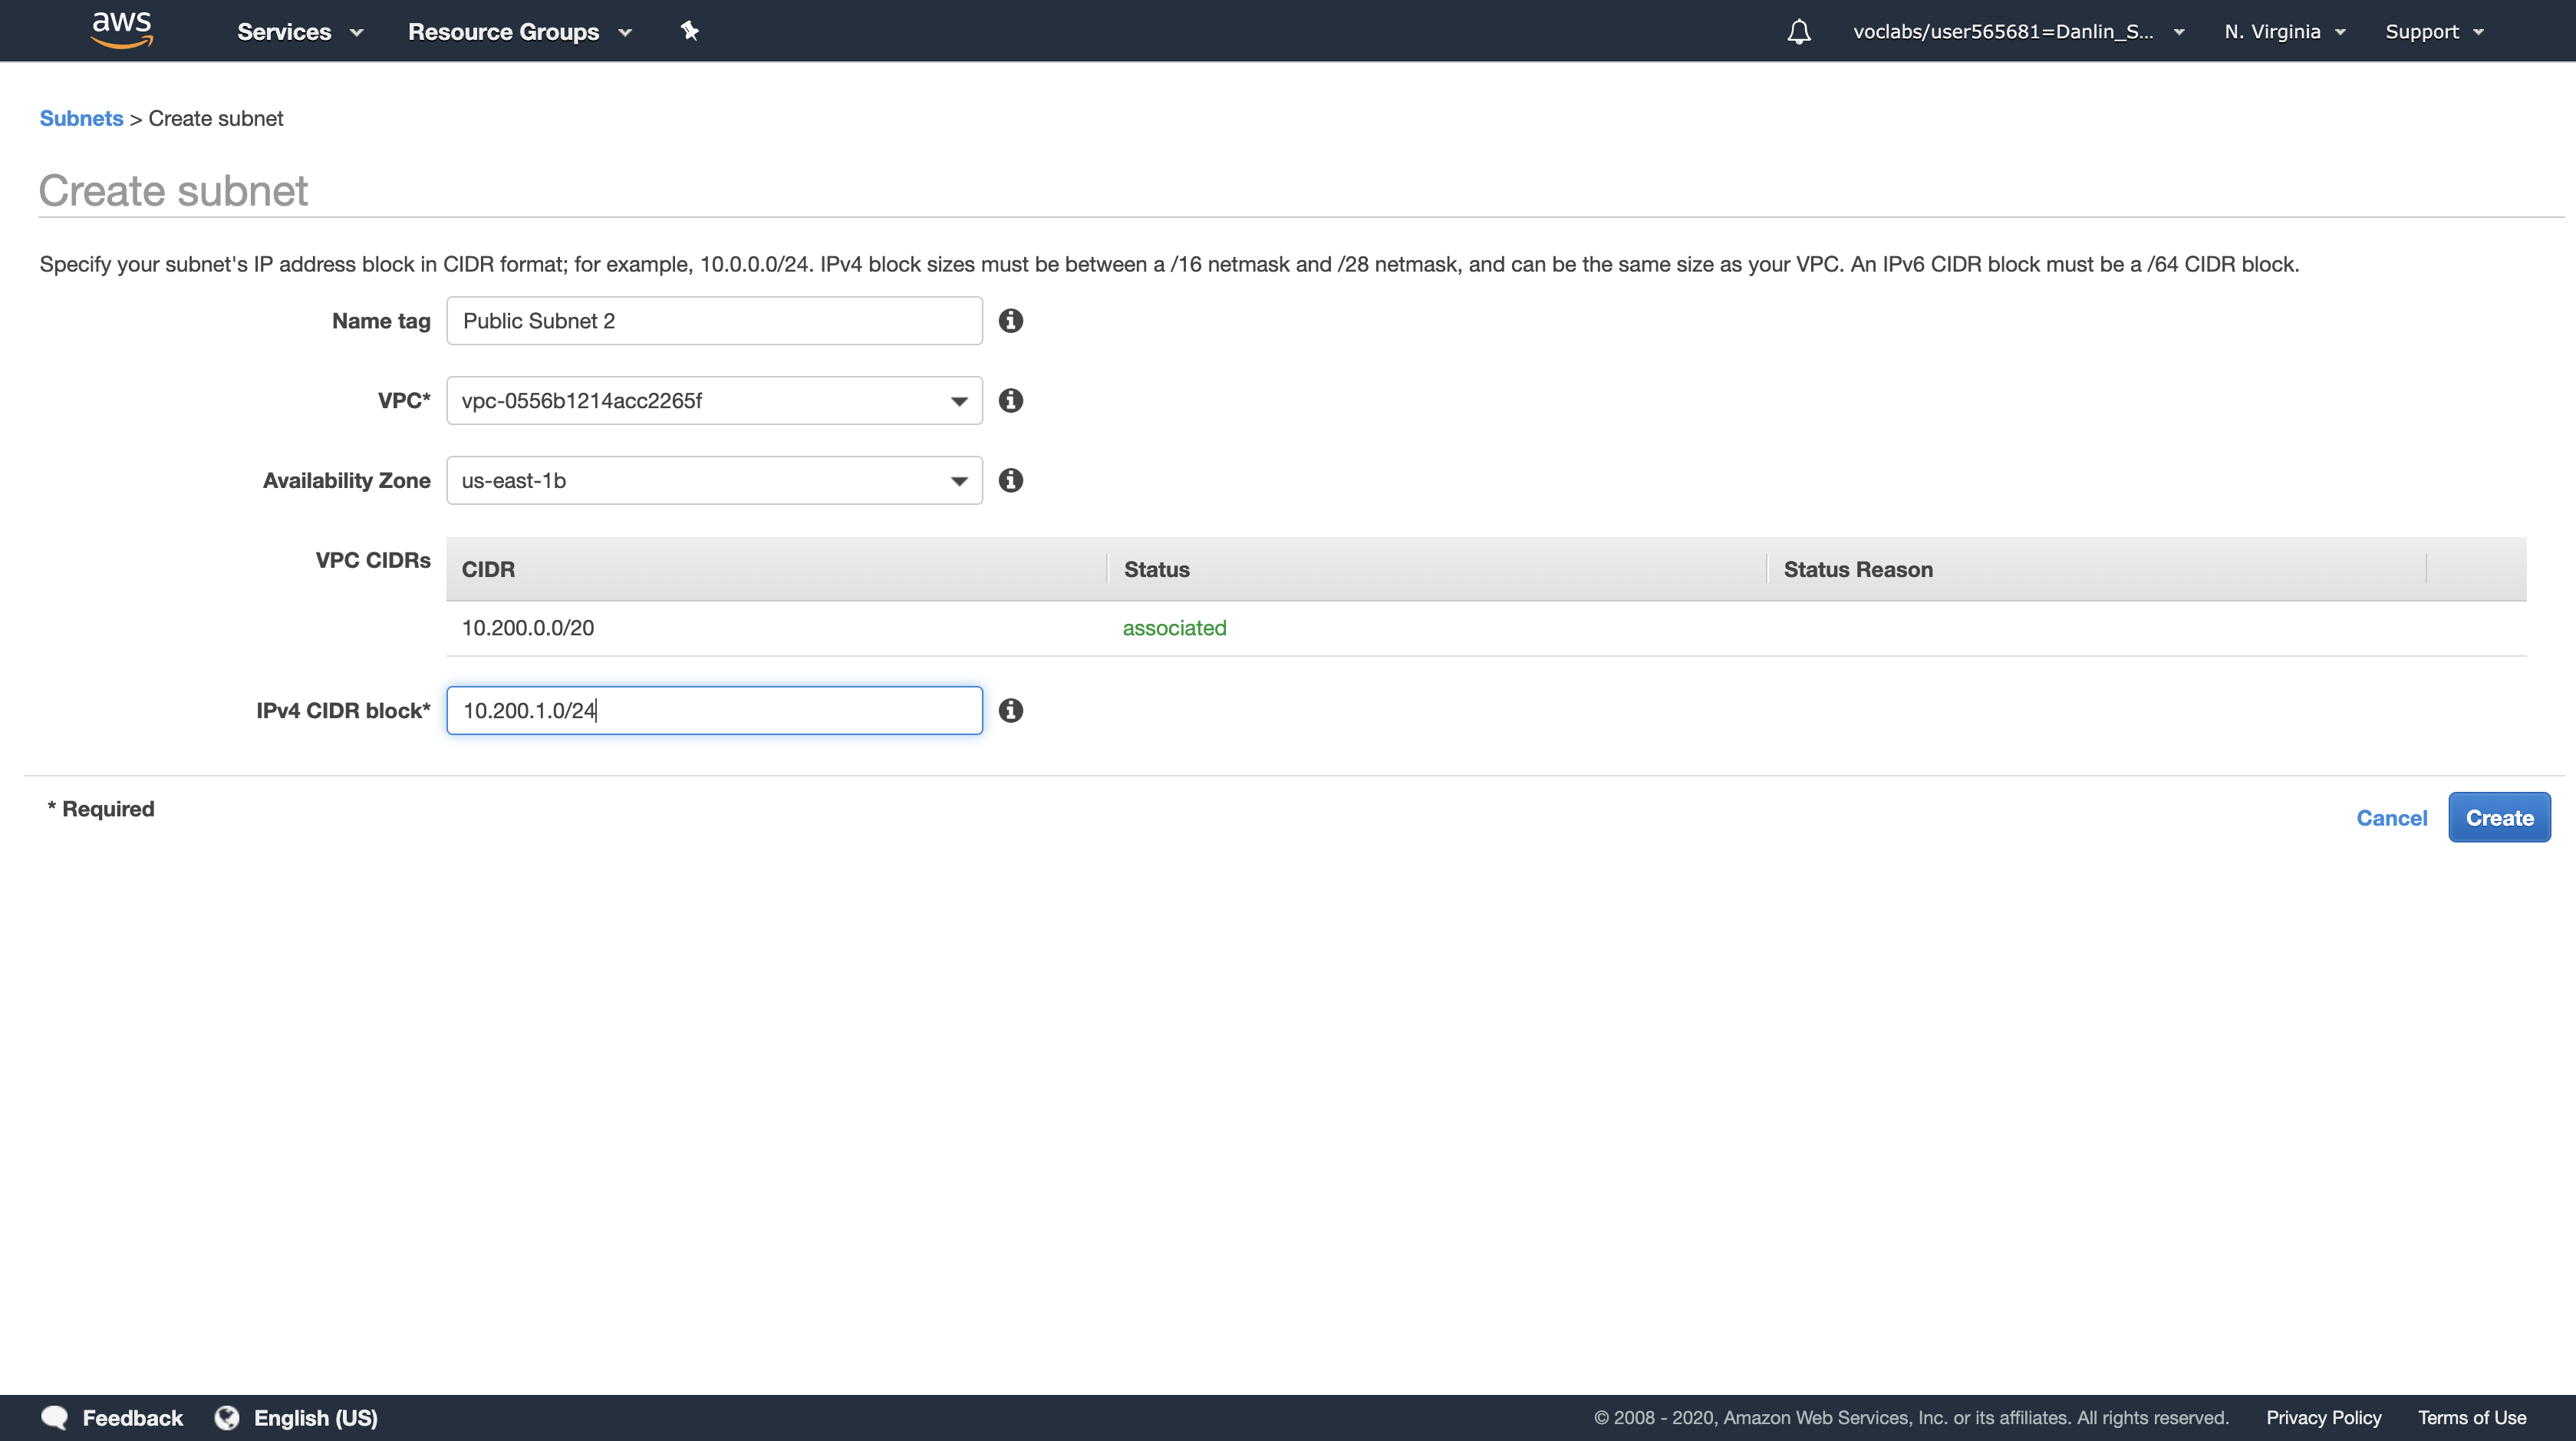 aws Services Resource Groups voclabs/user565681=Danlin_S... N. Virginia Support
Subnets > Create subnet
Create subnet
Specify your subnet's IP address block in CIDR format; for example, 10.0.0.0/24. IPv4 block sizes must be between a /16 netmask and /28 netmask, and can be the same size as your VPC. An IPv6 CIDR block must be a /64 CIDR block.
Name tag Public Subnet 2
VPC* vpc-0556b1214acc2265f
Availability Zone us-east-1b
VPC CIDRs CIDR Status Status Reason
10.200.0.0/20 associated
IPv4 CIDR block* 10.200.1.0/24
* Required Cancel Create
Feedback English (US) © 2008 - 2020, Amazon Web Services, Inc. or its affiliates. All rights reserved. Privacy Policy Terms of Use